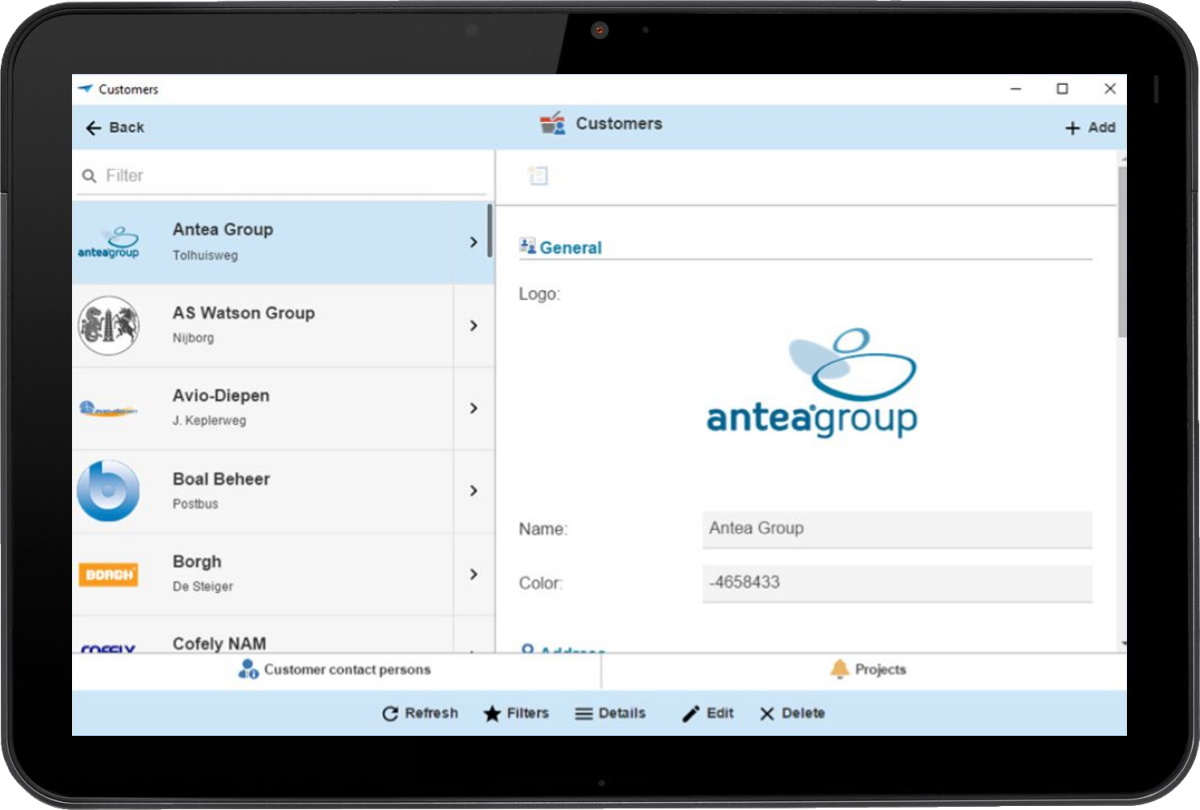 Customers
Back
Customers
Add
Filter
anteagroup
Antea Group
Tolhuisweg
AS Watson Group
Nijborg
Avio-Diepen
J. Keplerweg
Boal Beheer
Postbus
BORGH
Borgh
De Steiger
COFELY
Cofely NAM
General
Logo:
anteagroup
Name:
Antea Group
Color:
-4658433
Address
Customer contact persons
Projects
Refresh
Filters
Details
Edit
Delete